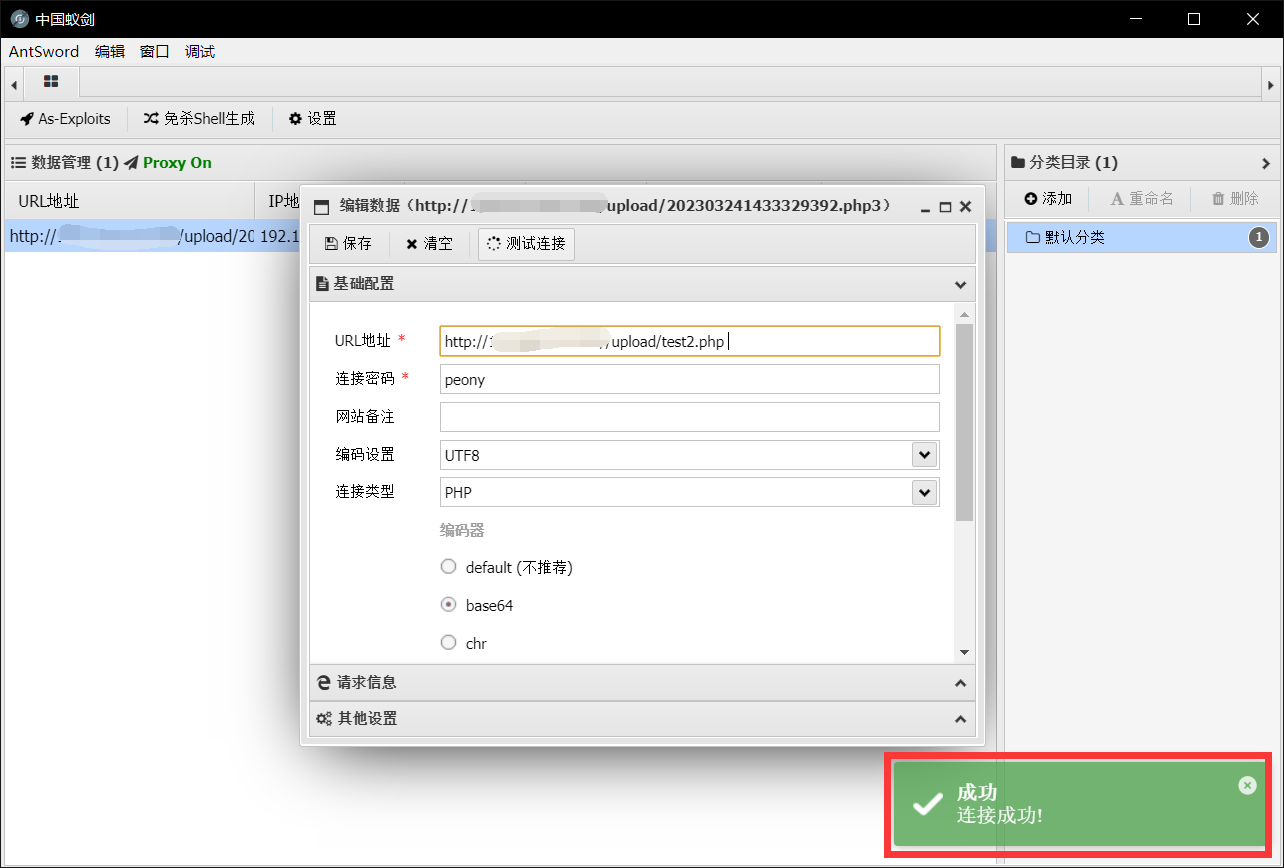 中国蚁剑
AntSword 编辑 窗口 调试
As-Exploits 免杀Shell生成 设置
数据管理 (1) Proxy On
URL地址 IP地
http://1 /upload/20 192.1
编辑数据（http://1 /upload/202303241433329392.php3）
保存 清空 测试连接
基础配置
URL地址 *
http://1 /upload/test2.php
连接密码 *
peony
网站备注
编码设置
UTF8
连接类型
PHP
编码器
default (不推荐)
base64
chr
请求信息
其他设置
分类目录 (1)
添加 重命名 删除
默认分类 1
成功
连接成功!